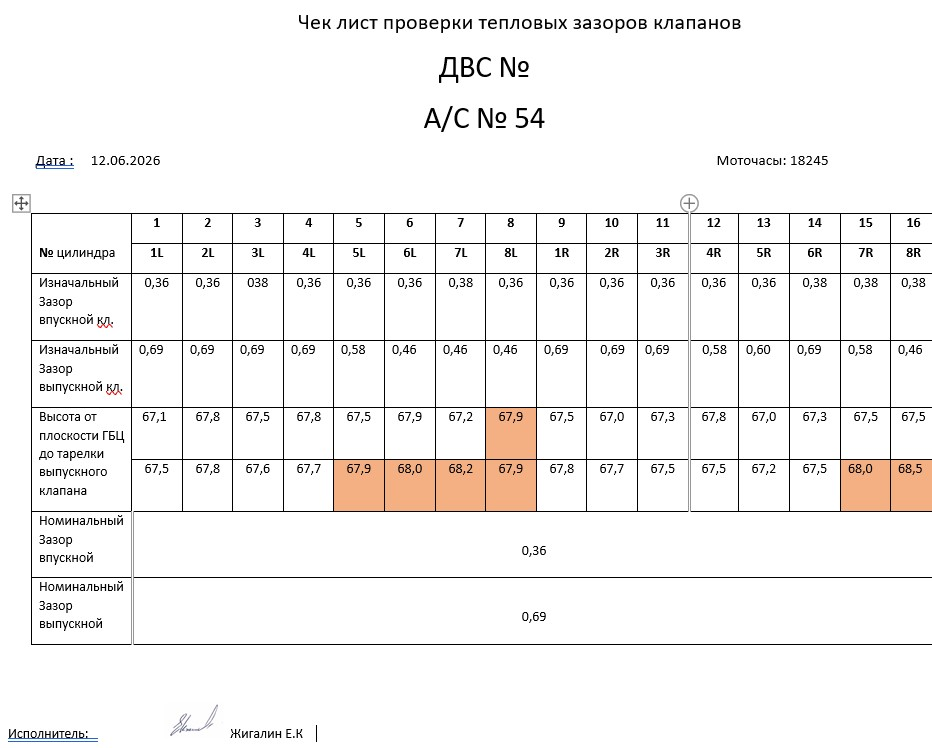 Чек лист проверки тепловых зазоров клапанов
ДВС №
А/С № 54
Дата : 12.06.2026 Моточасы: 18245
1 2 3 4 5 6 7 8 9 10 11 12 13 14 15 16
№ цилиндра 1L 2L 3L 4L 5L 6L 7L 8L 1R 2R 3R 4R 5R 6R 7R 8R
Изначальный 0,36 0,36 038 0,36 0,36 0,36 0,38 0,36 0,36 0,36 0,36 0,36 0,36 0,38 0,38 0,38
Зазор
впускной кл.
Изначальный 0,69 0,69 0,69 0,69 0,58 0,46 0,46 0,46 0,69 0,69 0,69 0,58 0,60 0,69 0,58 0,46
Зазор
выпускной кл.
Высота от 67,1 67,8 67,5 67,8 67,5 67,9 67,2 67,9 67,5 67,0 67,3 67,8 67,0 67,3 67,5 67,5
плоскости ГБЦ
до тарелки
выпускного 67,5 67,8 67,6 67,7 67,9 68,0 68,2 67,9 67,8 67,7 67,5 67,5 67,2 67,5 68,0 68,5
клапана
Номинальный
Зазор 0,36
впускной
Номинальный
Зазор 0,69
выпускной
Исполнитель: Жигалин Е.К